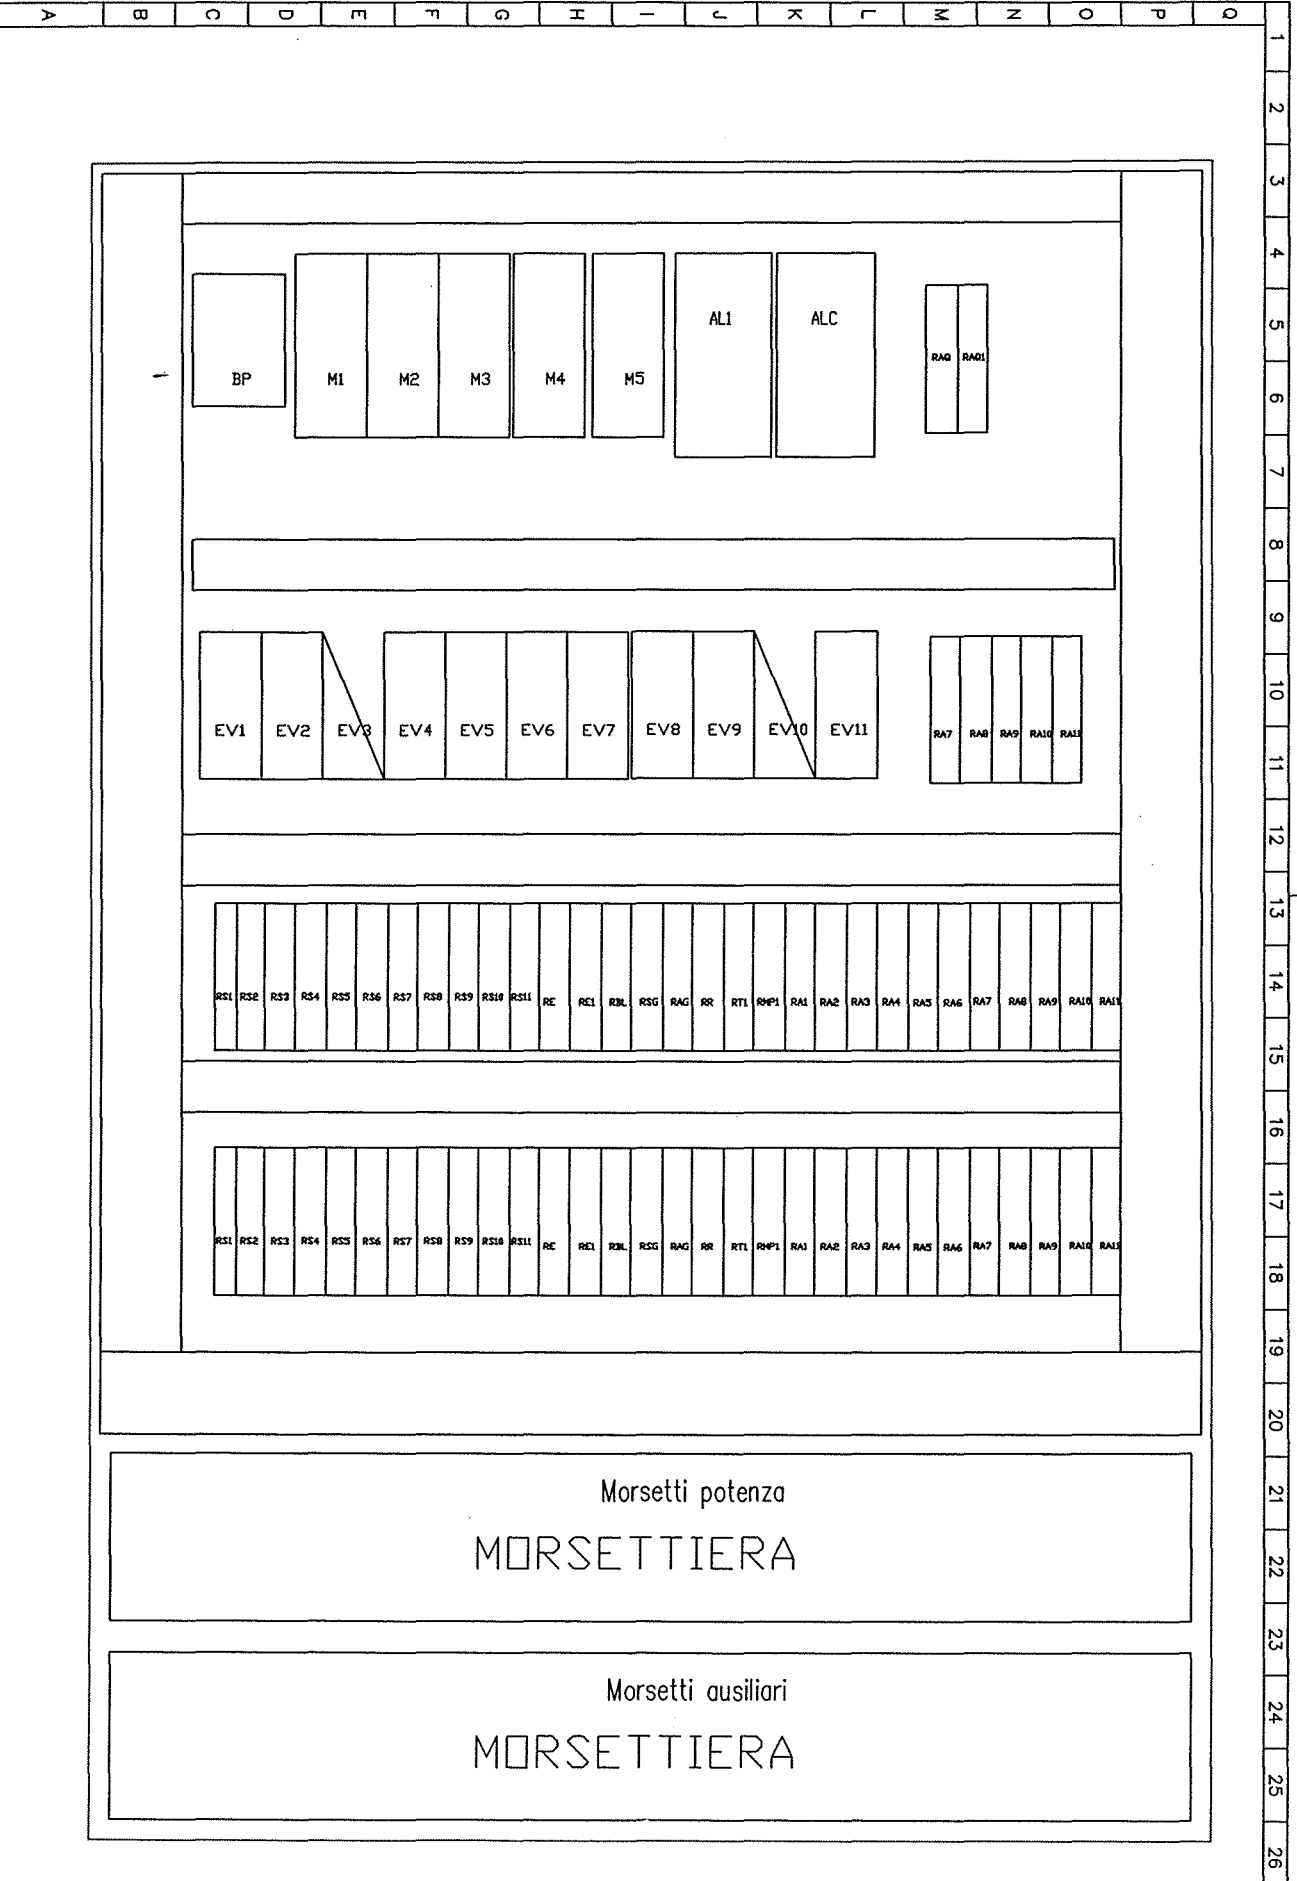 A B C D E F G H I J K L M N O P Q
1
2
3
4
5
6
7
8
9
10
11
12
13
14
15
16
17
18
19
20
21
22
23
24
25
26
BP M1 M2 M3 M4 M5 AL1 ALC RAQ RAQ1
EV1 EV2 EV3 EV4 EV5 EV6 EV7 EV8 EV9 EV10 EV11 RA7 RA8 RA9 RA10 RA11
RS1 RS2 RS3 RS4 RS5 RS6 RS7 RS8 RS9 RS10 RS11 RE RE1 RBL RSG RAG RR RT1 RMP1 RA1 RA2 RA3 RA4 RA5 RA6 RA7 RA8 RA9 RA10 RA11
RS1 RS2 RS3 RS4 RS5 RS6 RS7 RS8 RS9 RS10 RS11 RE RE1 RBL RSG RAG RR RT1 RMP1 RA1 RA2 RA3 RA4 RA5 RA6 RA7 RA8 RA9 RA10 RA11
Morsetti potenza
MORSETTIERA
Morsetti ausiliari
MORSETTIERA